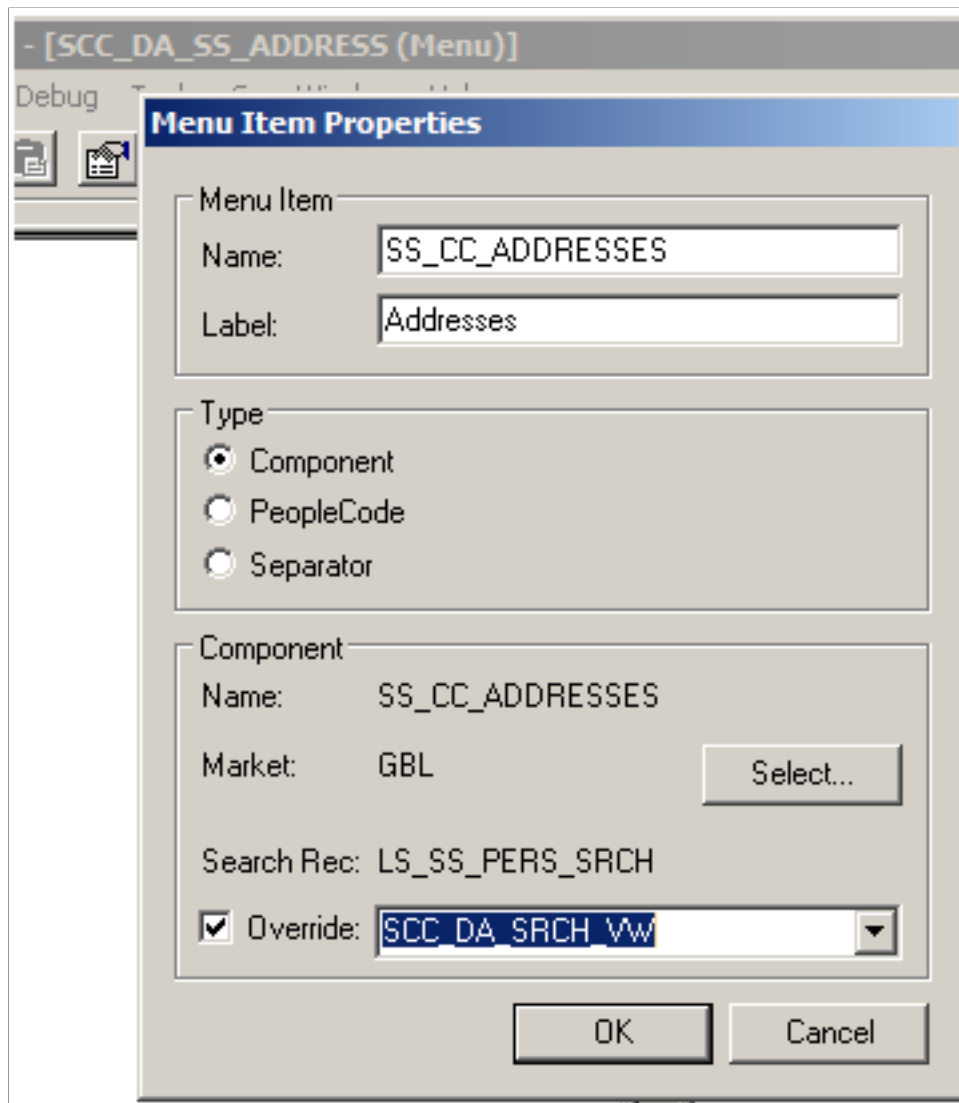 - [SCC_DA_SS_ADDRESS (Menu)]
Debug
Menu Item Properties
Menu Item
Name: SS_CC_ADDRESSES
Label: Addresses
Type
Component
PeopleCode
Separator
Component
Name: SS_CC_ADDRESSES
Market: GBL
Select...
Search Rec: LS_SS_PERS_SRCH
Override: SCC_DA_SRCH_VW
OK Cancel